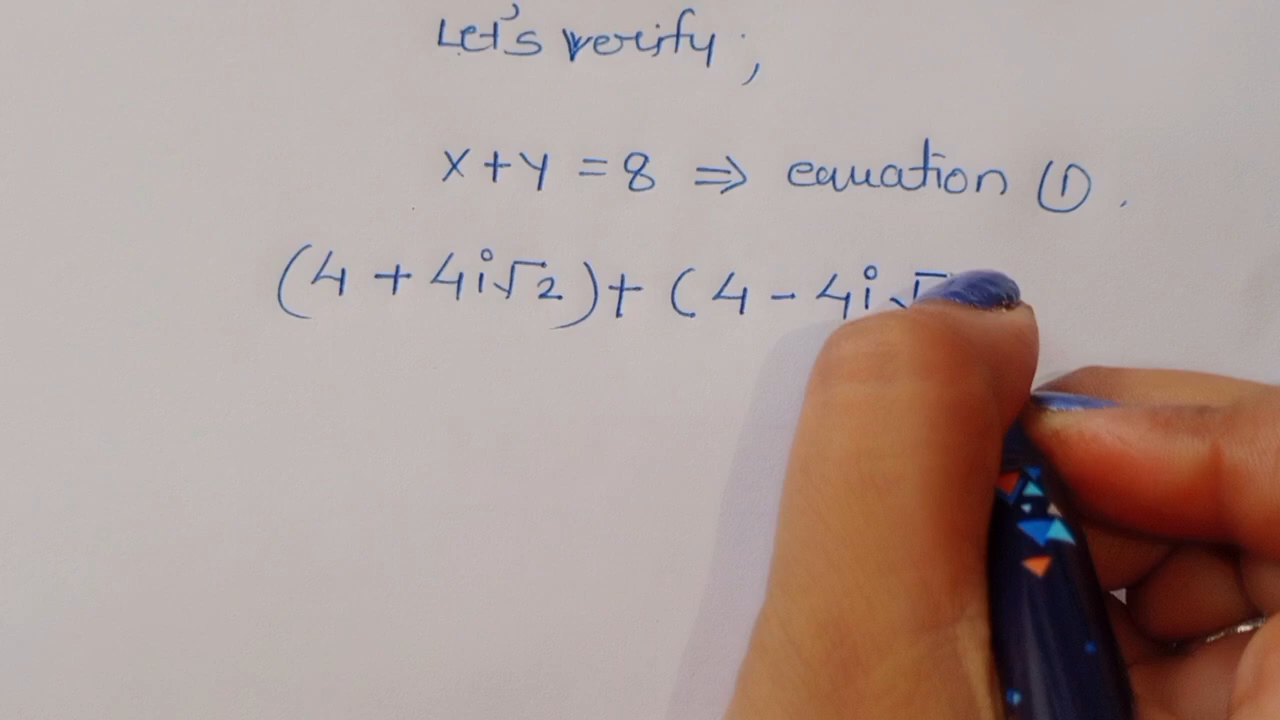 Let's verify ;
x + y = 8 ⇒ equation ①.
(4 + 4i√2) + (4 - 4i√